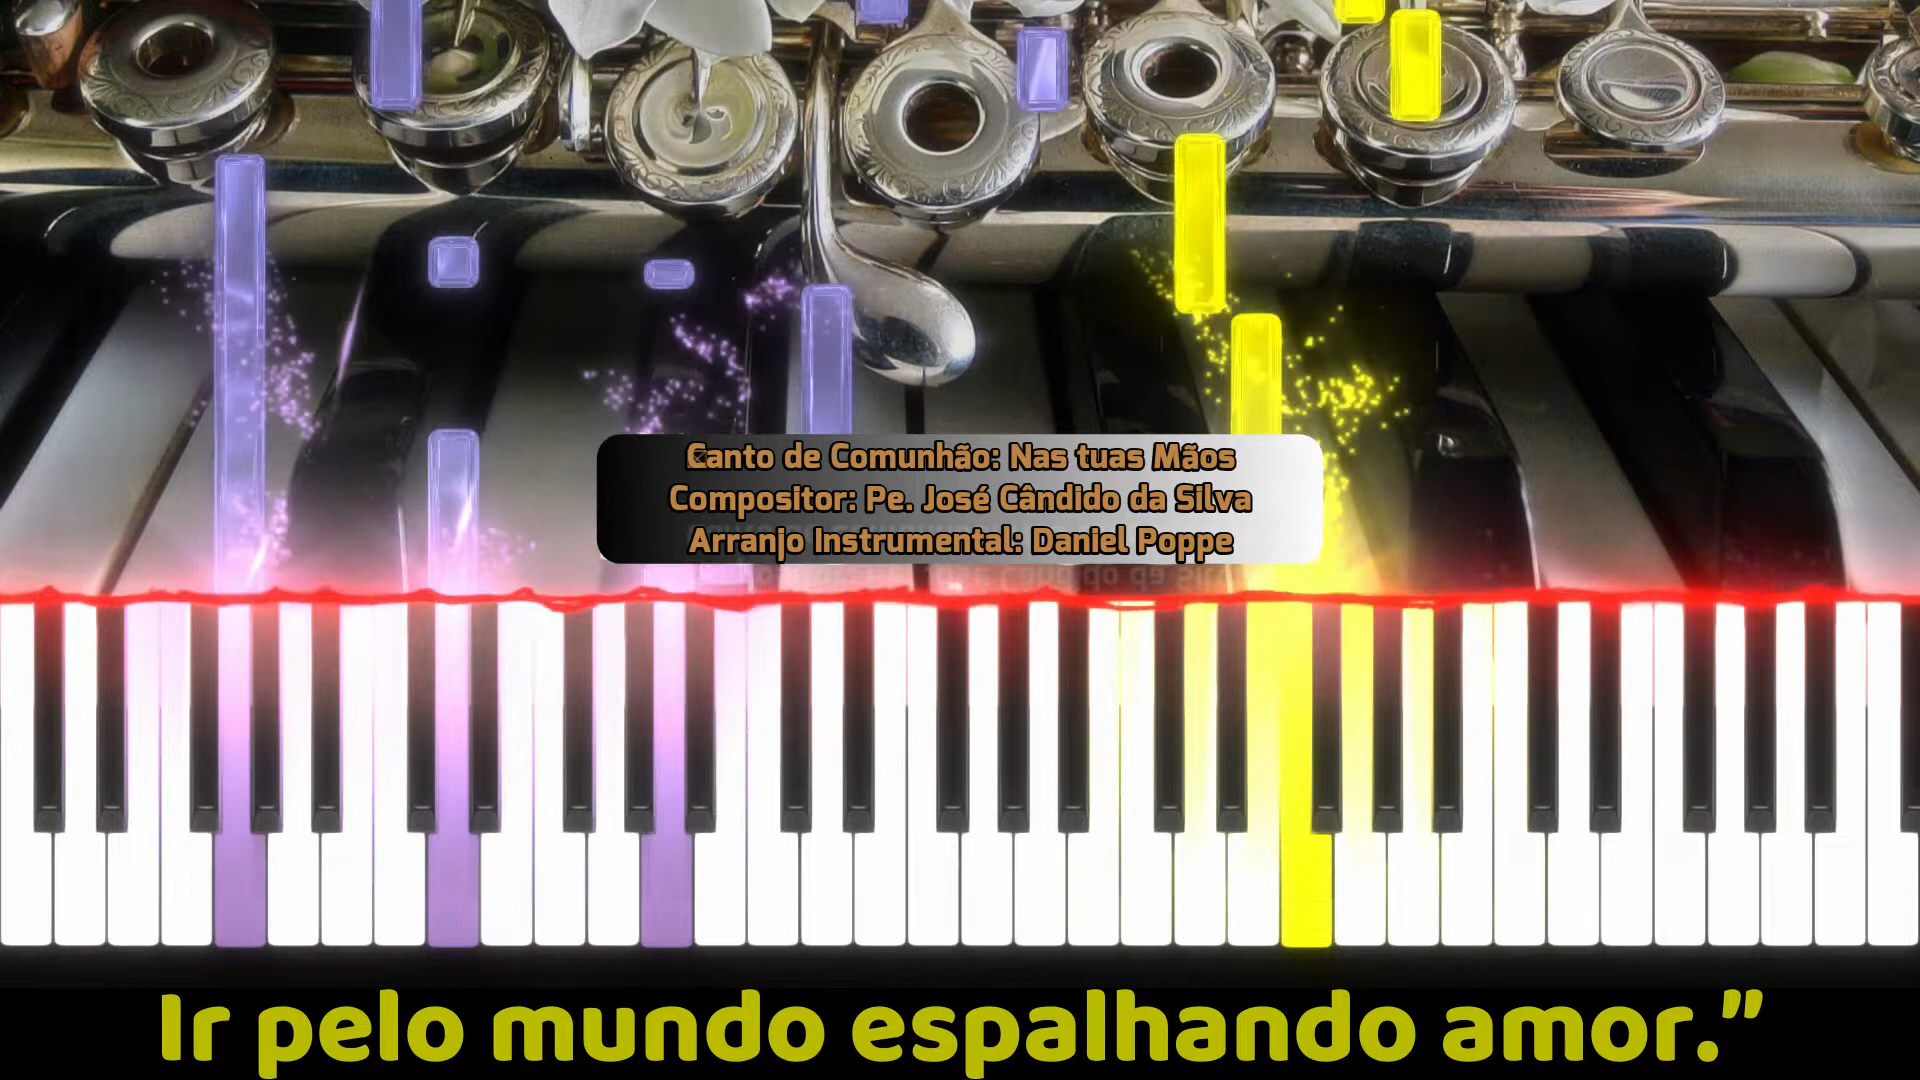 Canto de Comunhão: Nas tuas Mãos
Compositor: Pe. José Cândido da Silva
Arranjo Instrumental: Daniel Poppe
Ir pelo mundo espalhando amor.”